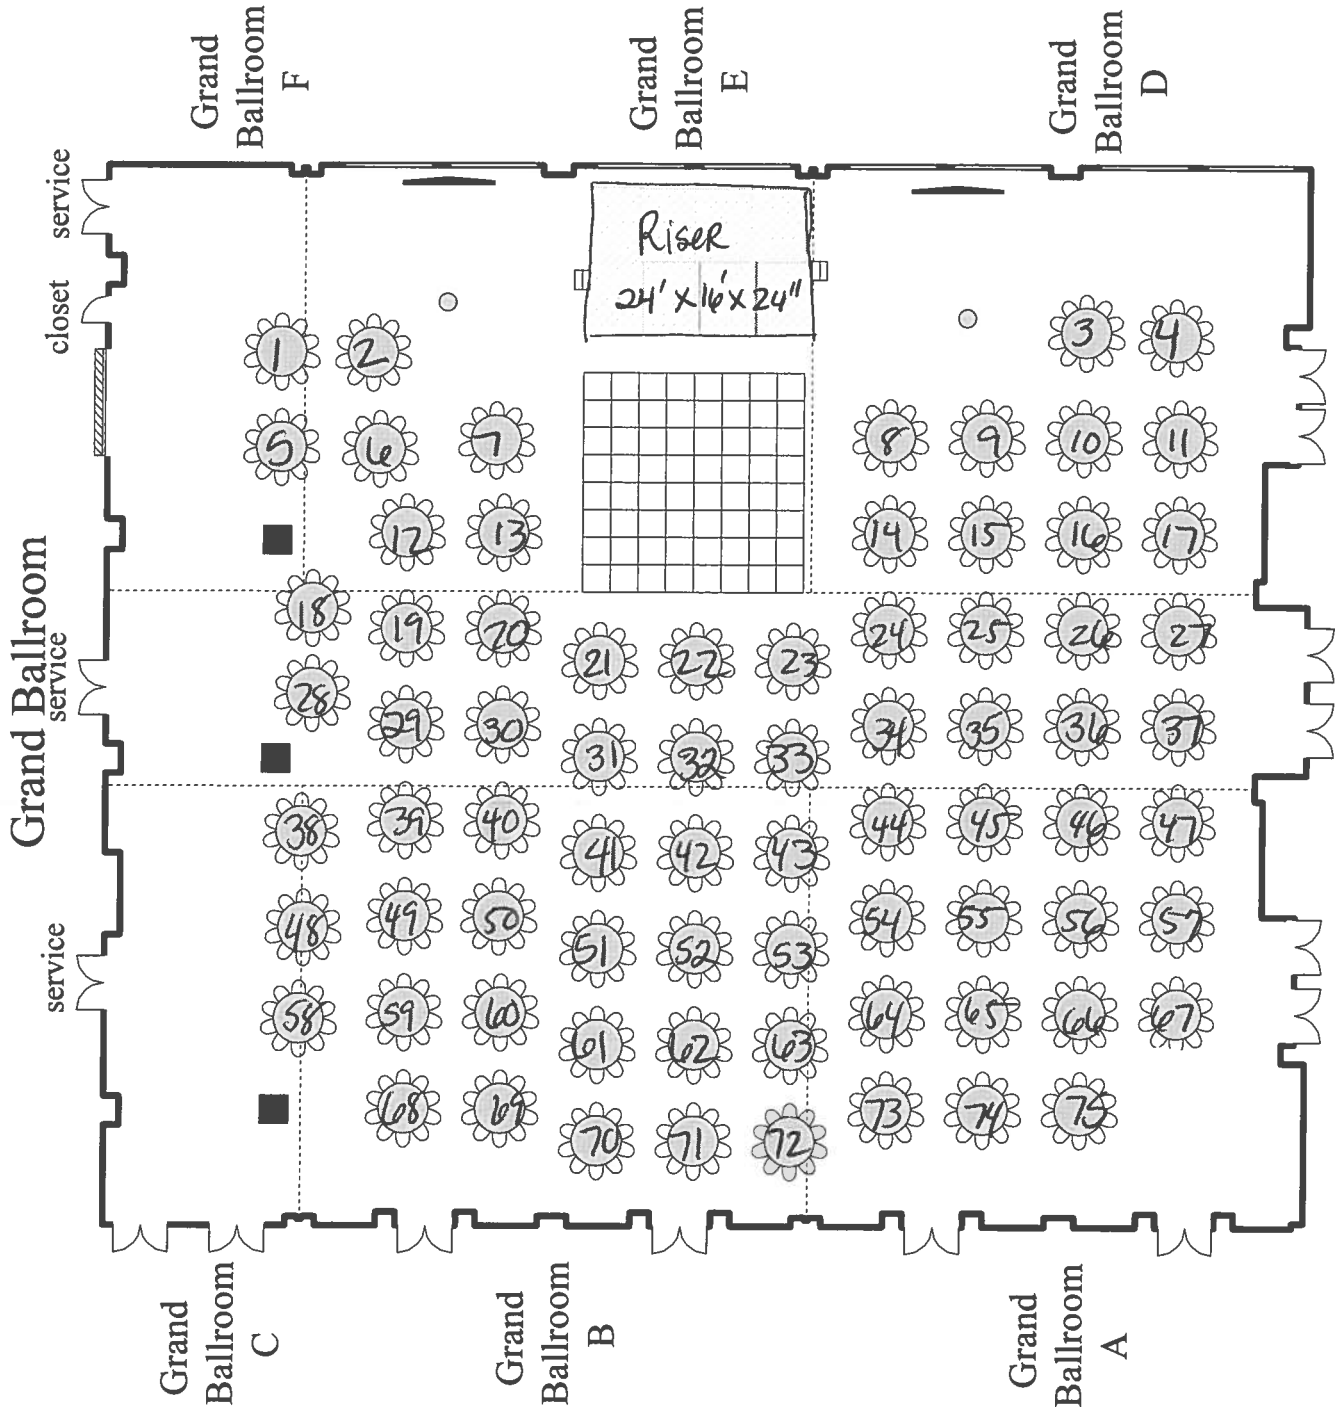 Grand Ballroom F
Grand Ballroom E
Grand Ballroom D
Grand Ballroom
service
closet
service
service
Riser
24' x 16' x 24"
1 2 3 4
5 6 7 8 9 10 11
12 13 14 15 16 17
18 19 20 21 22 23 24 25 26 27
28 29 30 31 32 33 34 35 36 37
38 39 40 41 42 43 44 45 46 47
48 49 50 51 52 53 54 55 56 57
58 59 60 61 62 63 64 65 66 67
68 69 70 71 72 73 74 75
Grand Ballroom C
Grand Ballroom B
Grand Ballroom A